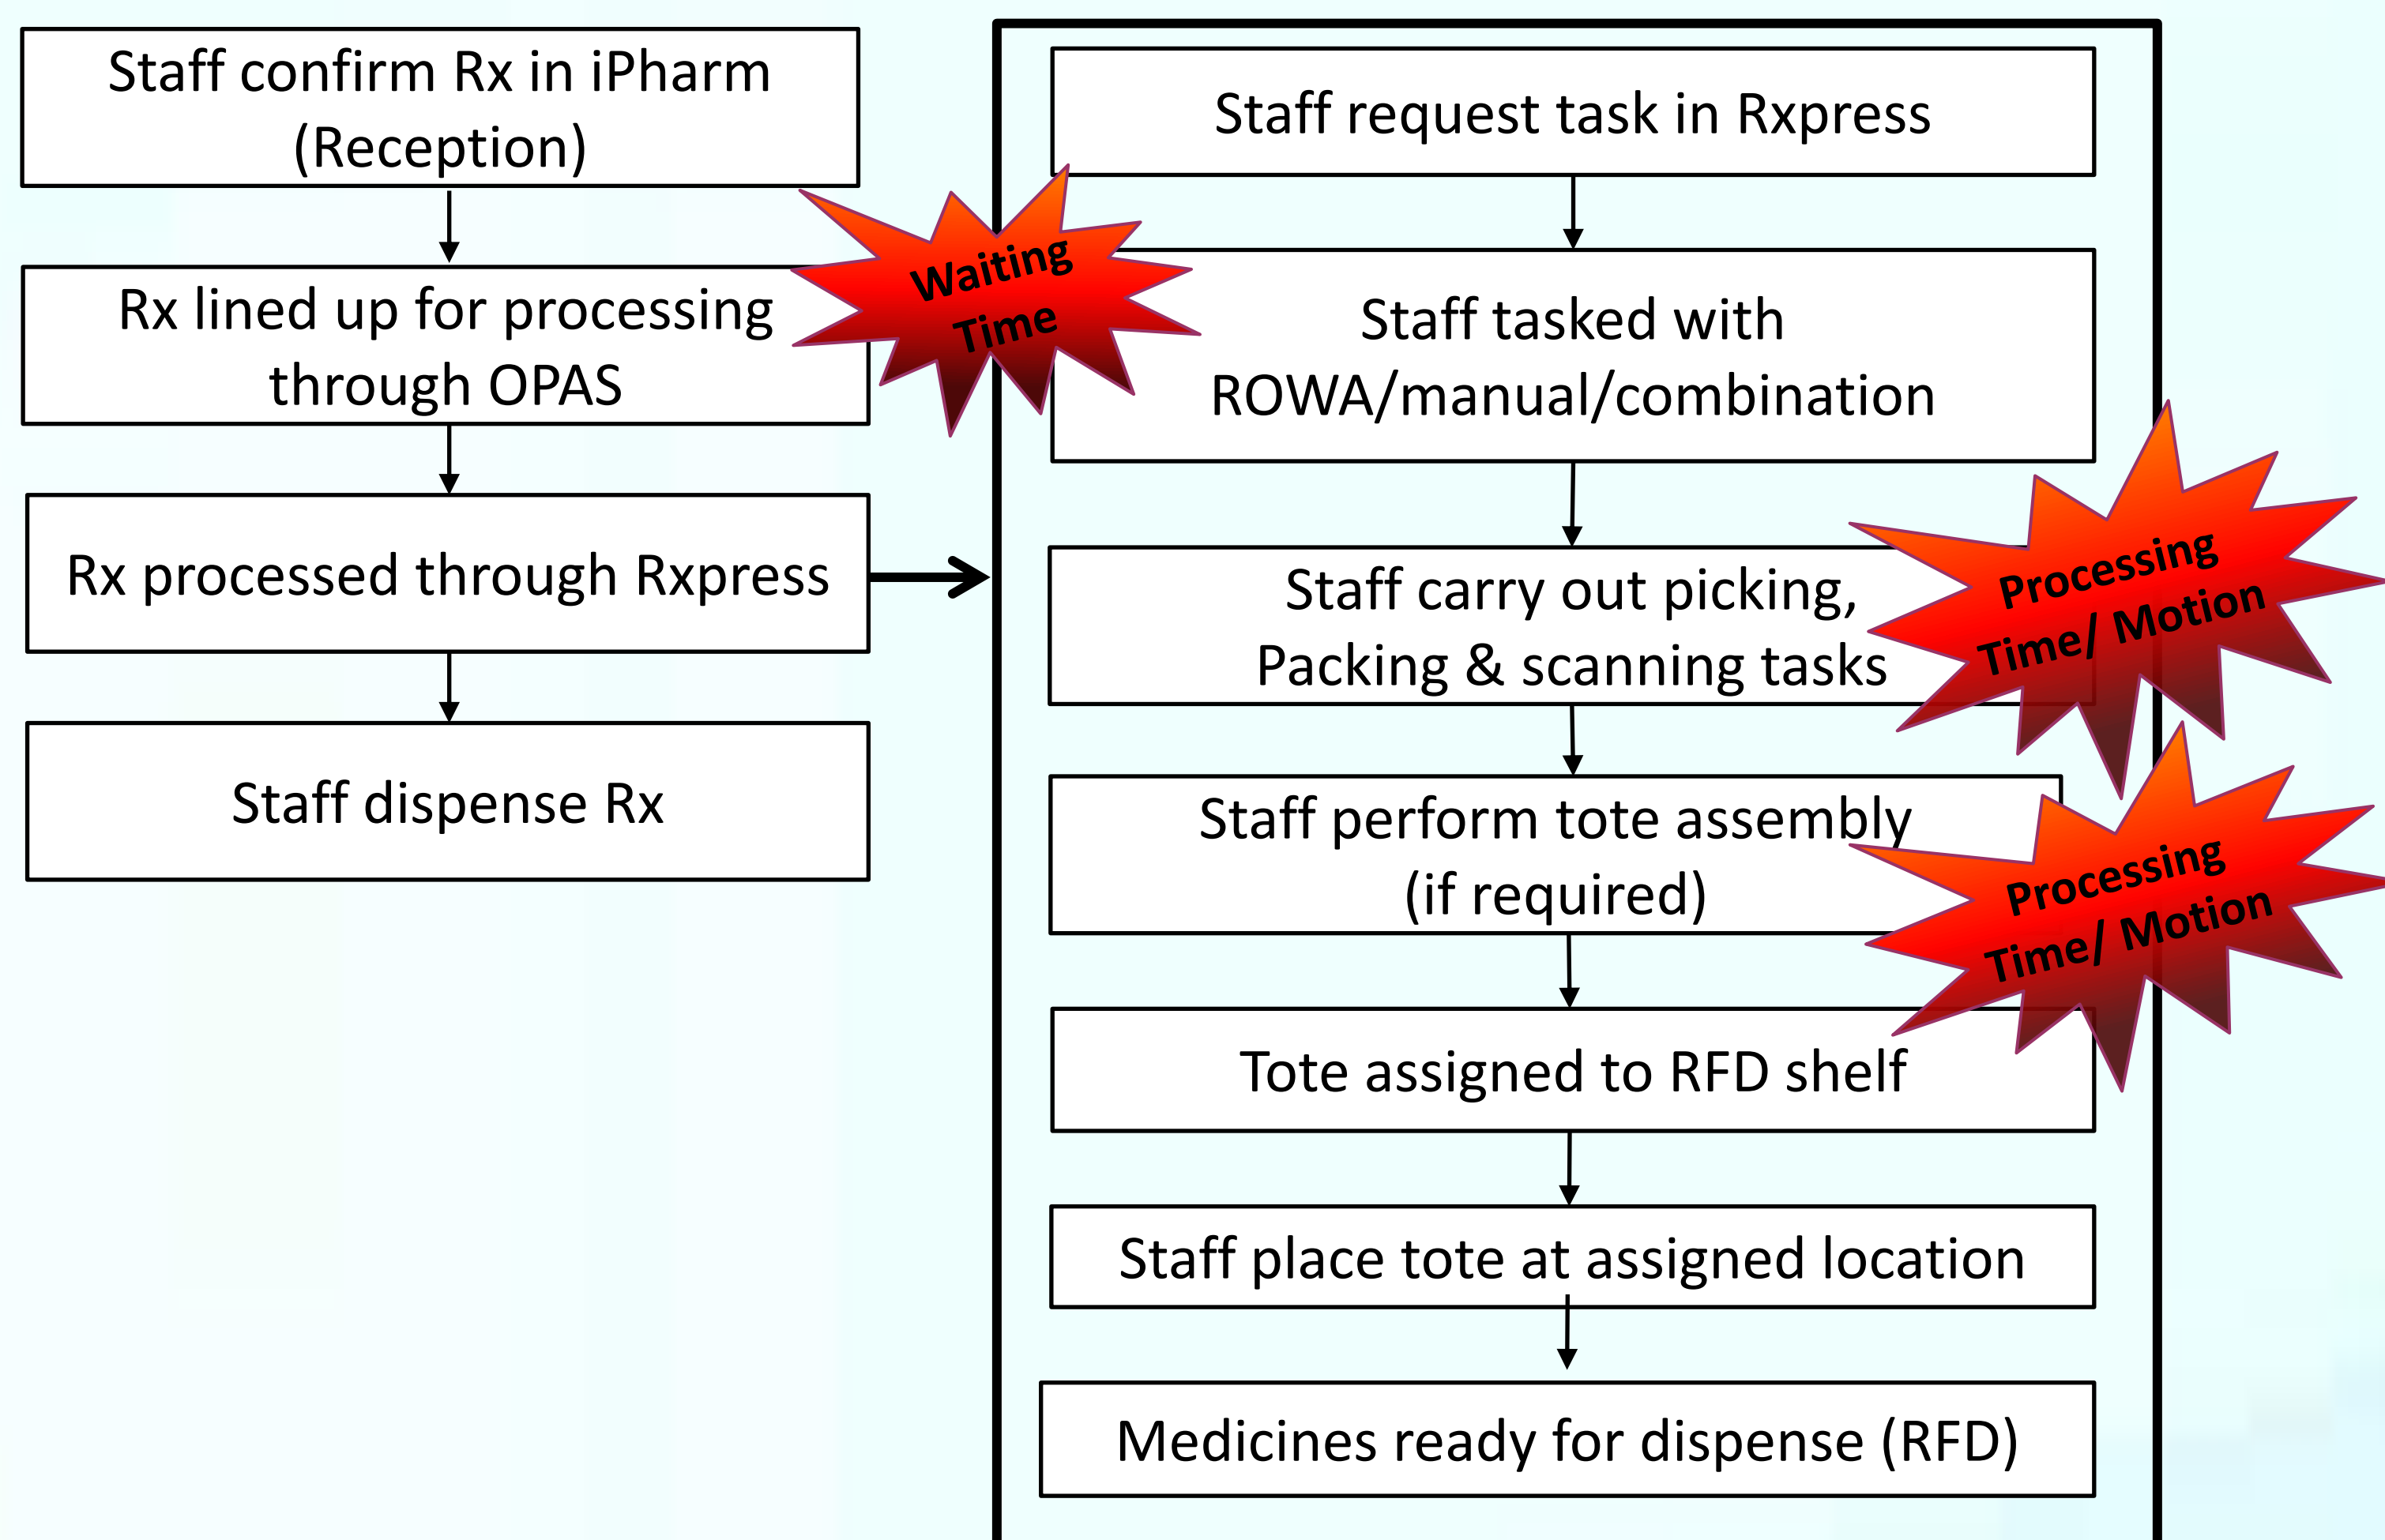 Staff confirm Rx in iPharm
(Reception)
Rx lined up for processing
through OPAS
Rx processed through Rxpress
Staff dispense Rx
Waiting
Time
Staff request task in Rxpress
Staff tasked with
ROWA/manual/combination
Staff carry out picking,
Packing & scanning tasks
Processing
Time/ Motion
Staff perform tote assembly
(if required)
Processing
Time/ Motion
Tote assigned to RFD shelf
Staff place tote at assigned location
Medicines ready for dispense (RFD)